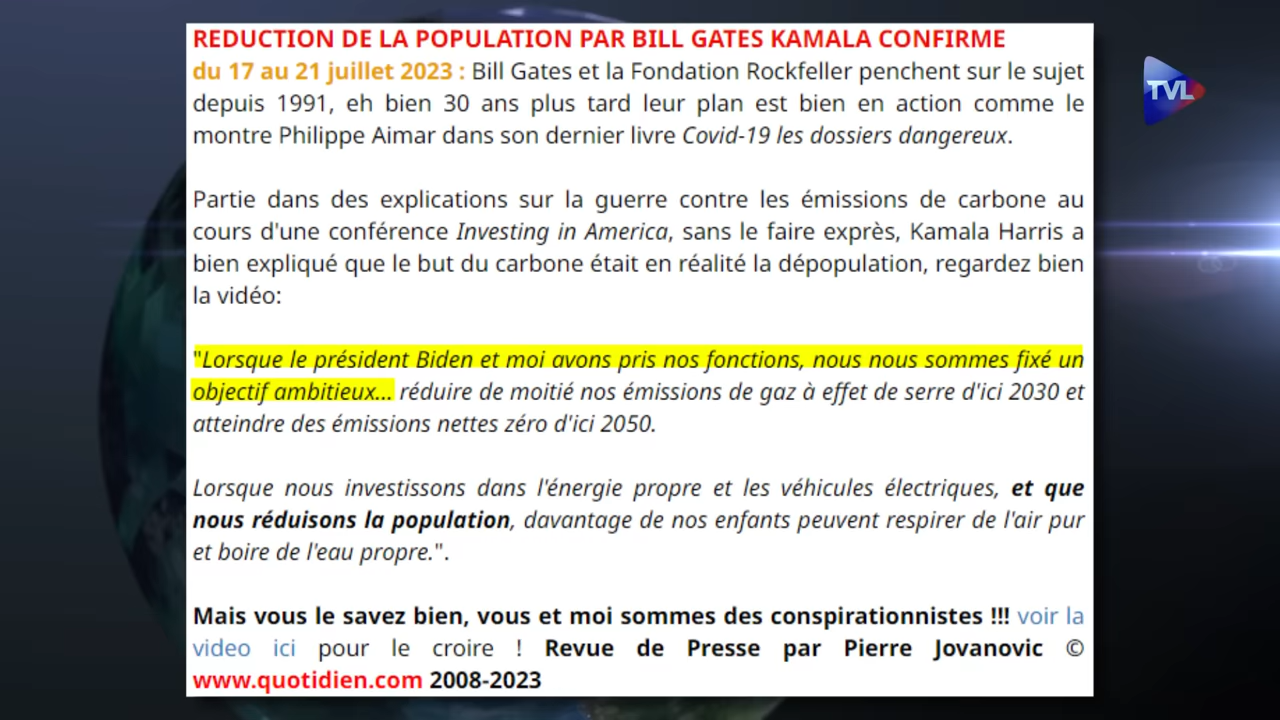 REDUCTION DE LA POPULATION PAR BILL GATES KAMALA CONFIRME
du 17 au 21 juillet 2023 : Bill Gates et la Fondation Rockfeller penchent sur le sujet
depuis 1991, eh bien 30 ans plus tard leur plan est bien en action comme le
montre Philippe Aimar dans son dernier livre Covid-19 les dossiers dangereux.
Partie dans des explications sur la guerre contre les émissions de carbone au
cours d'une conférence Investing in America, sans le faire exprès, Kamala Harris a
bien expliqué que le but du carbone était en réalité la dépopulation, regardez bien
la vidéo:
"Lorsque le président Biden et moi avons pris nos fonctions, nous nous sommes fixé un
objectif ambitieux... réduire de moitié nos émissions de gaz à effet de serre d'ici 2030 et
atteindre des émissions nettes zéro d'ici 2050.
Lorsque nous investissons dans l'énergie propre et les véhicules électriques, et que
nous réduisons la population, davantage de nos enfants peuvent respirer de l'air pur
et boire de l'eau propre.".
Mais vous le savez bien, vous et moi sommes des conspirationnistes !!! voir la
video ici pour le croire ! Revue de Presse par Pierre Jovanovic ©
www.quotidien.com 2008-2023
TVL